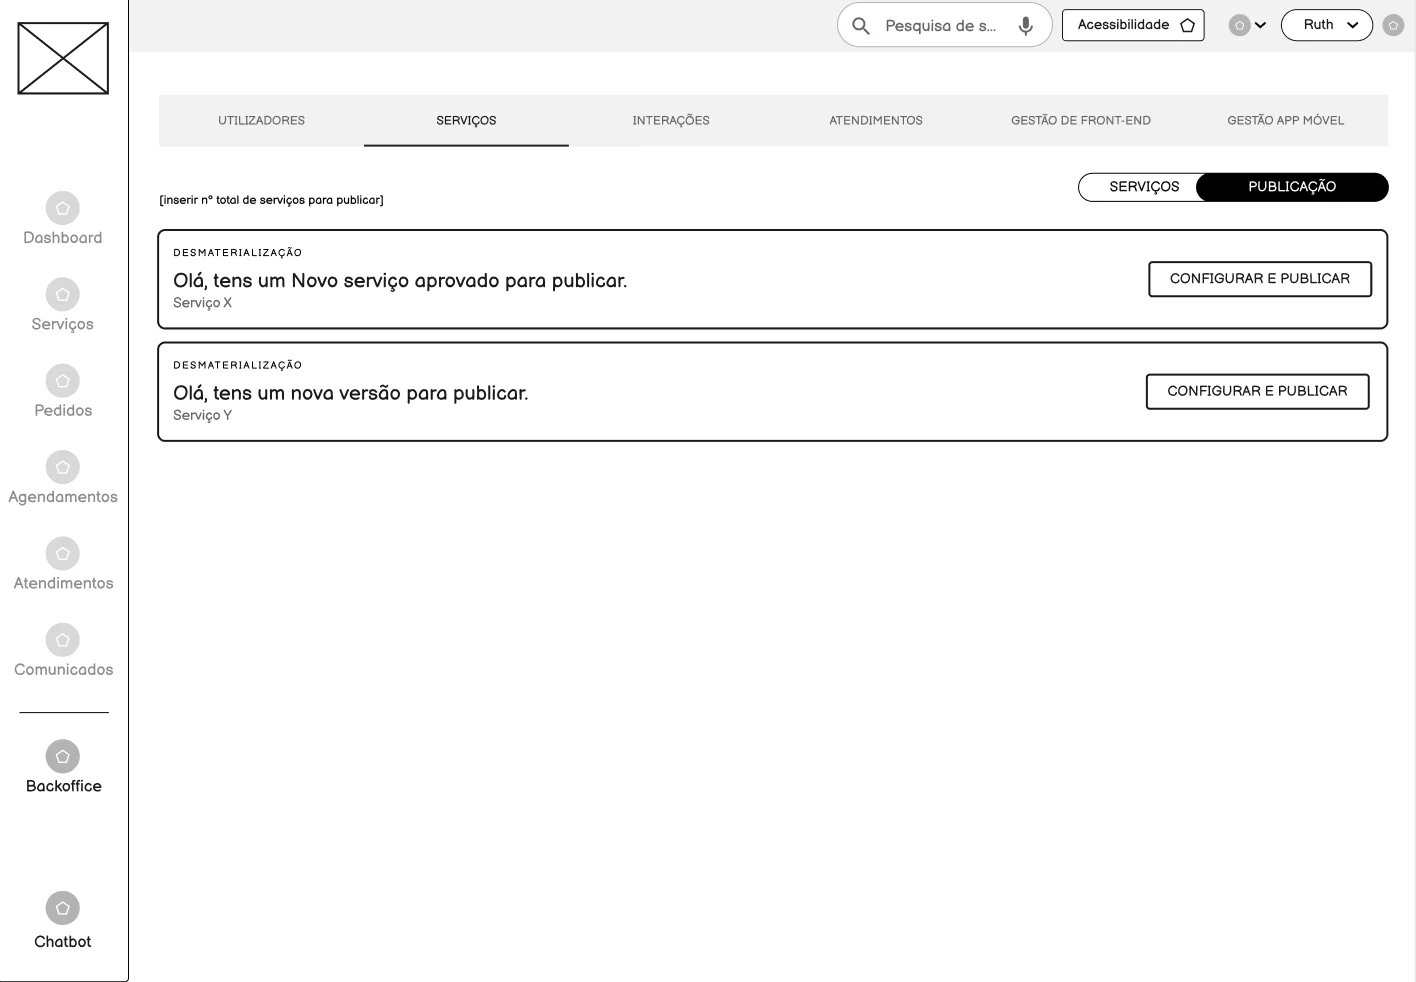 Pesquisa de s...
Acessibilidade
Ruth
UTILIZADORES
SERVIÇOS
INTERAÇÕES
ATENDIMENTOS
GESTÃO DE FRONT-END
GESTÃO APP MÓVEL
[inserir nº total de serviços para publicar]
SERVIÇOS
PUBLICAÇÃO
DESMATERIALIZAÇÃO
Olá, tens um Novo serviço aprovado para publicar.
Serviço X
CONFIGURAR E PUBLICAR
DESMATERIALIZAÇÃO
Olá, tens um nova versão para publicar.
Serviço Y
CONFIGURAR E PUBLICAR
Dashboard
Serviços
Pedidos
Agendamentos
Atendimentos
Comunicados
Backoffice
Chatbot